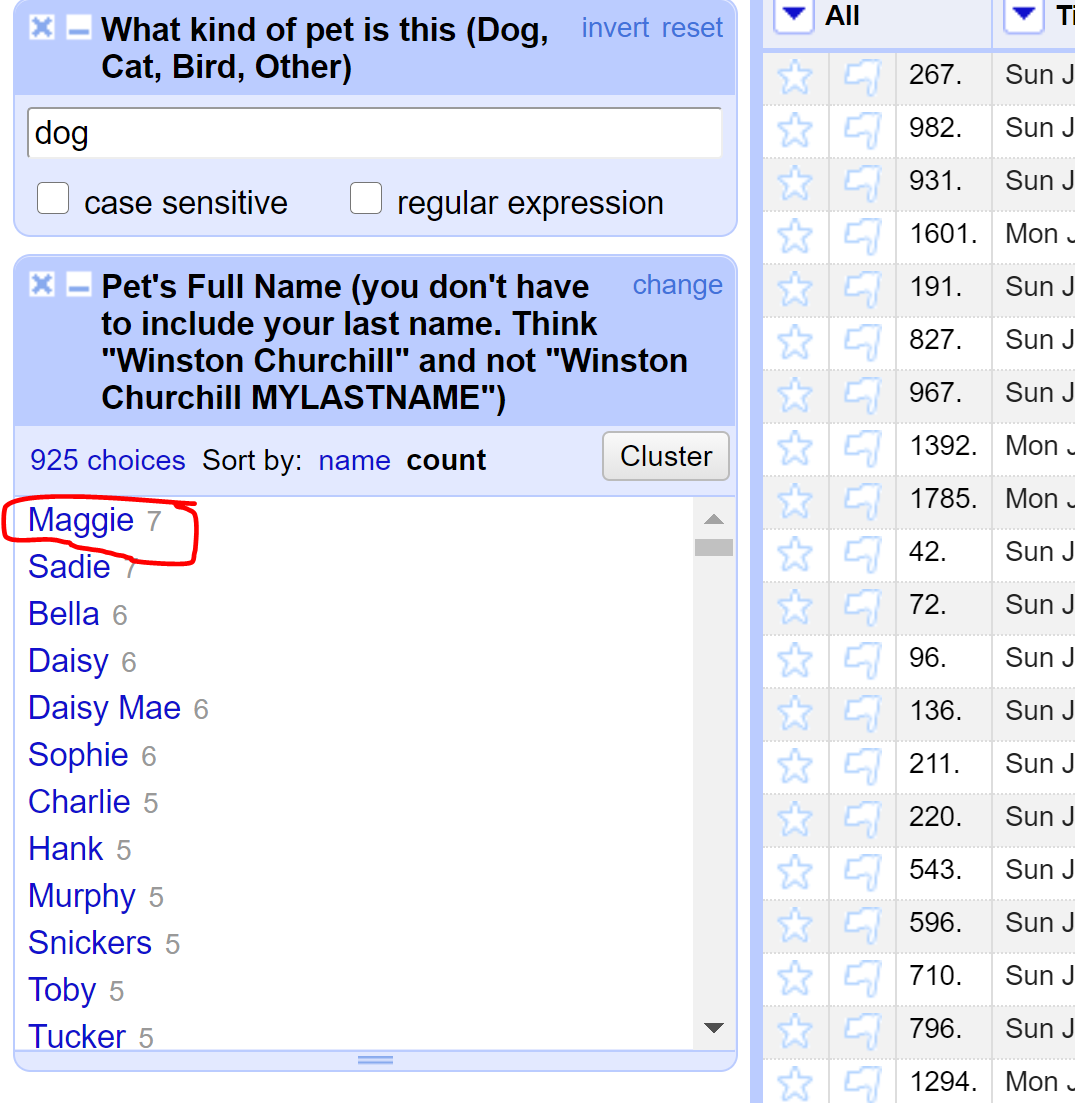 What kind of pet is this (Dog, invert reset
Cat, Bird, Other)
dog
case sensitive regular expression
Pet's Full Name (you don't have change
to include your last name. Think
"Winston Churchill" and not "Winston
Churchill MYLASTNAME")
925 choices Sort by: name count Cluster
Maggie 7
Sadie 7
Bella 6
Daisy 6
Daisy Mae 6
Sophie 6
Charlie 5
Hank 5
Murphy 5
Snickers 5
Toby 5
Tucker 5
All Ti
267. Sun J
982. Sun J
931. Sun J
1601. Mon J
191. Sun J
827. Sun J
967. Sun J
1392. Mon J
1785. Mon J
42. Sun J
72. Sun J
96. Sun J
136. Sun J
211. Sun J
220. Sun J
543. Sun J
596. Sun J
710. Sun J
796. Sun J
1294. Mon J